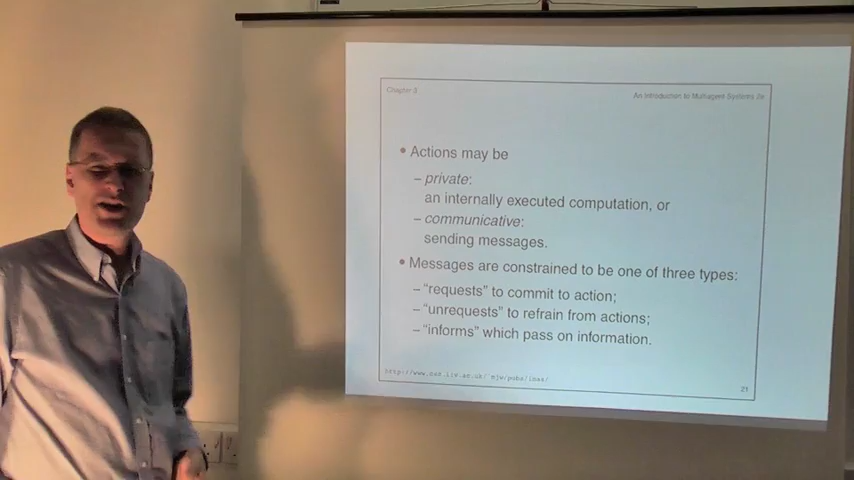 Chapter 3
An Introduction to Multiagent Systems 2e
• Actions may be
– private:
an internally executed computation, or
– communicative:
sending messages.
• Messages are constrained to be one of three types:
– "requests" to commit to action;
– "unrequests" to refrain from actions;
– "informs" which pass on information.
21